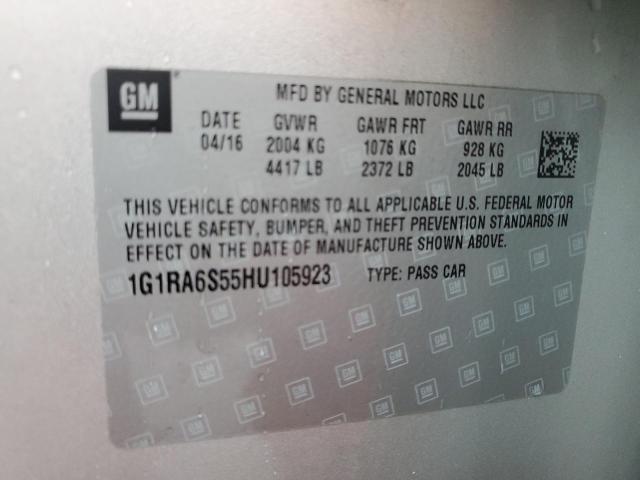 GM
MFD BY GENERAL MOTORS LLC
DATE GVWR GAWR FRT GAWR RR
04/16 2004 KG 1076 KG 928 KG
4417 LB 2372 LB 2045 LB
THIS VEHICLE CONFORMS TO ALL APPLICABLE U.S. FEDERAL MOTOR
VEHICLE SAFETY, BUMPER, AND THEFT PREVENTION STANDARDS IN
EFFECT ON THE DATE OF MANUFACTURE SHOWN ABOVE.
1G1RA6S55HU105923 TYPE: PASS CAR